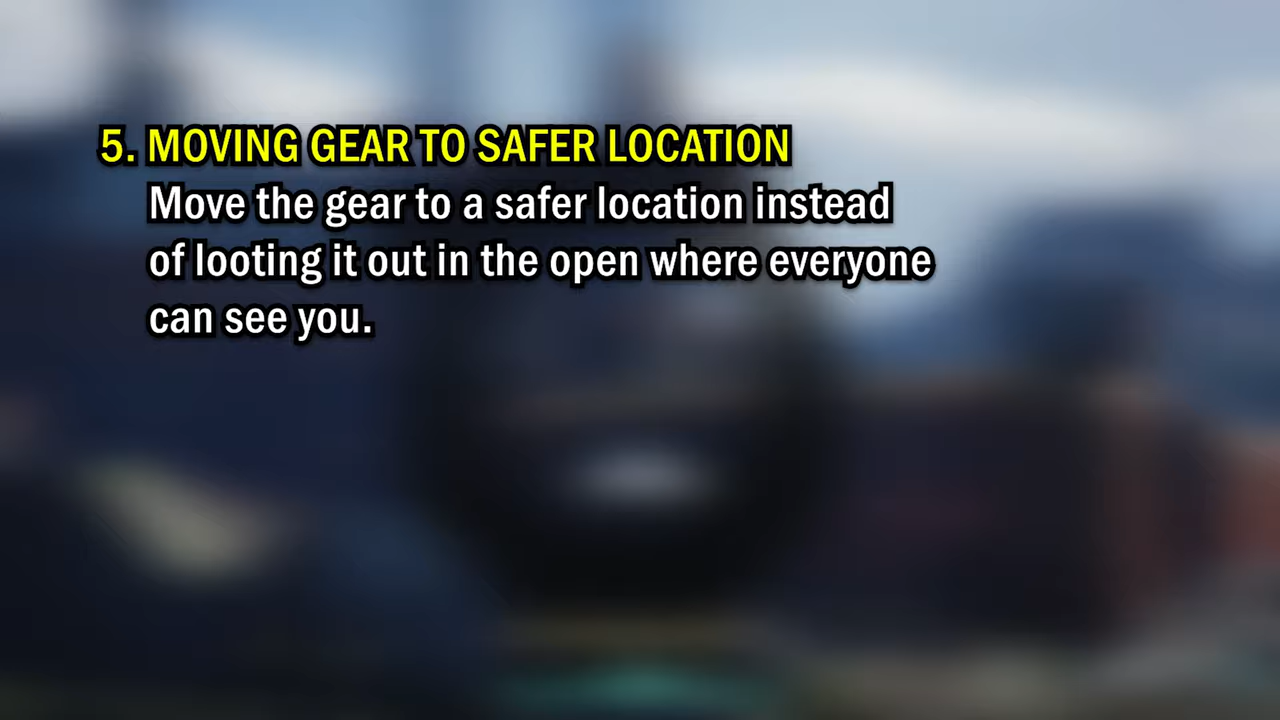 5. MOVING GEAR TO SAFER LOCATION
Move the gear to a safer location instead
of looting it out in the open where everyone
can see you.